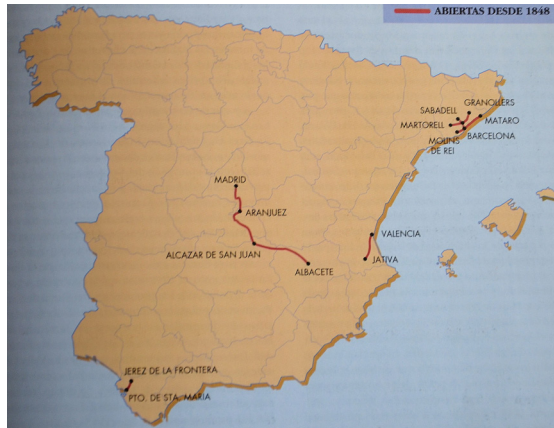 ABIERTAS DESDE 1848
GRANOLLERS
SABADELL
MATARO
MARTORELL
BARCELONA
MOLINS
DE REI
MADRID
ARANJUEZ
VALENCIA
ALCAZAR DE SAN JUAN
JATIVA
ALBACETE
JEREZ DE LA FRONTERA
PTO. DE STA. MARIA